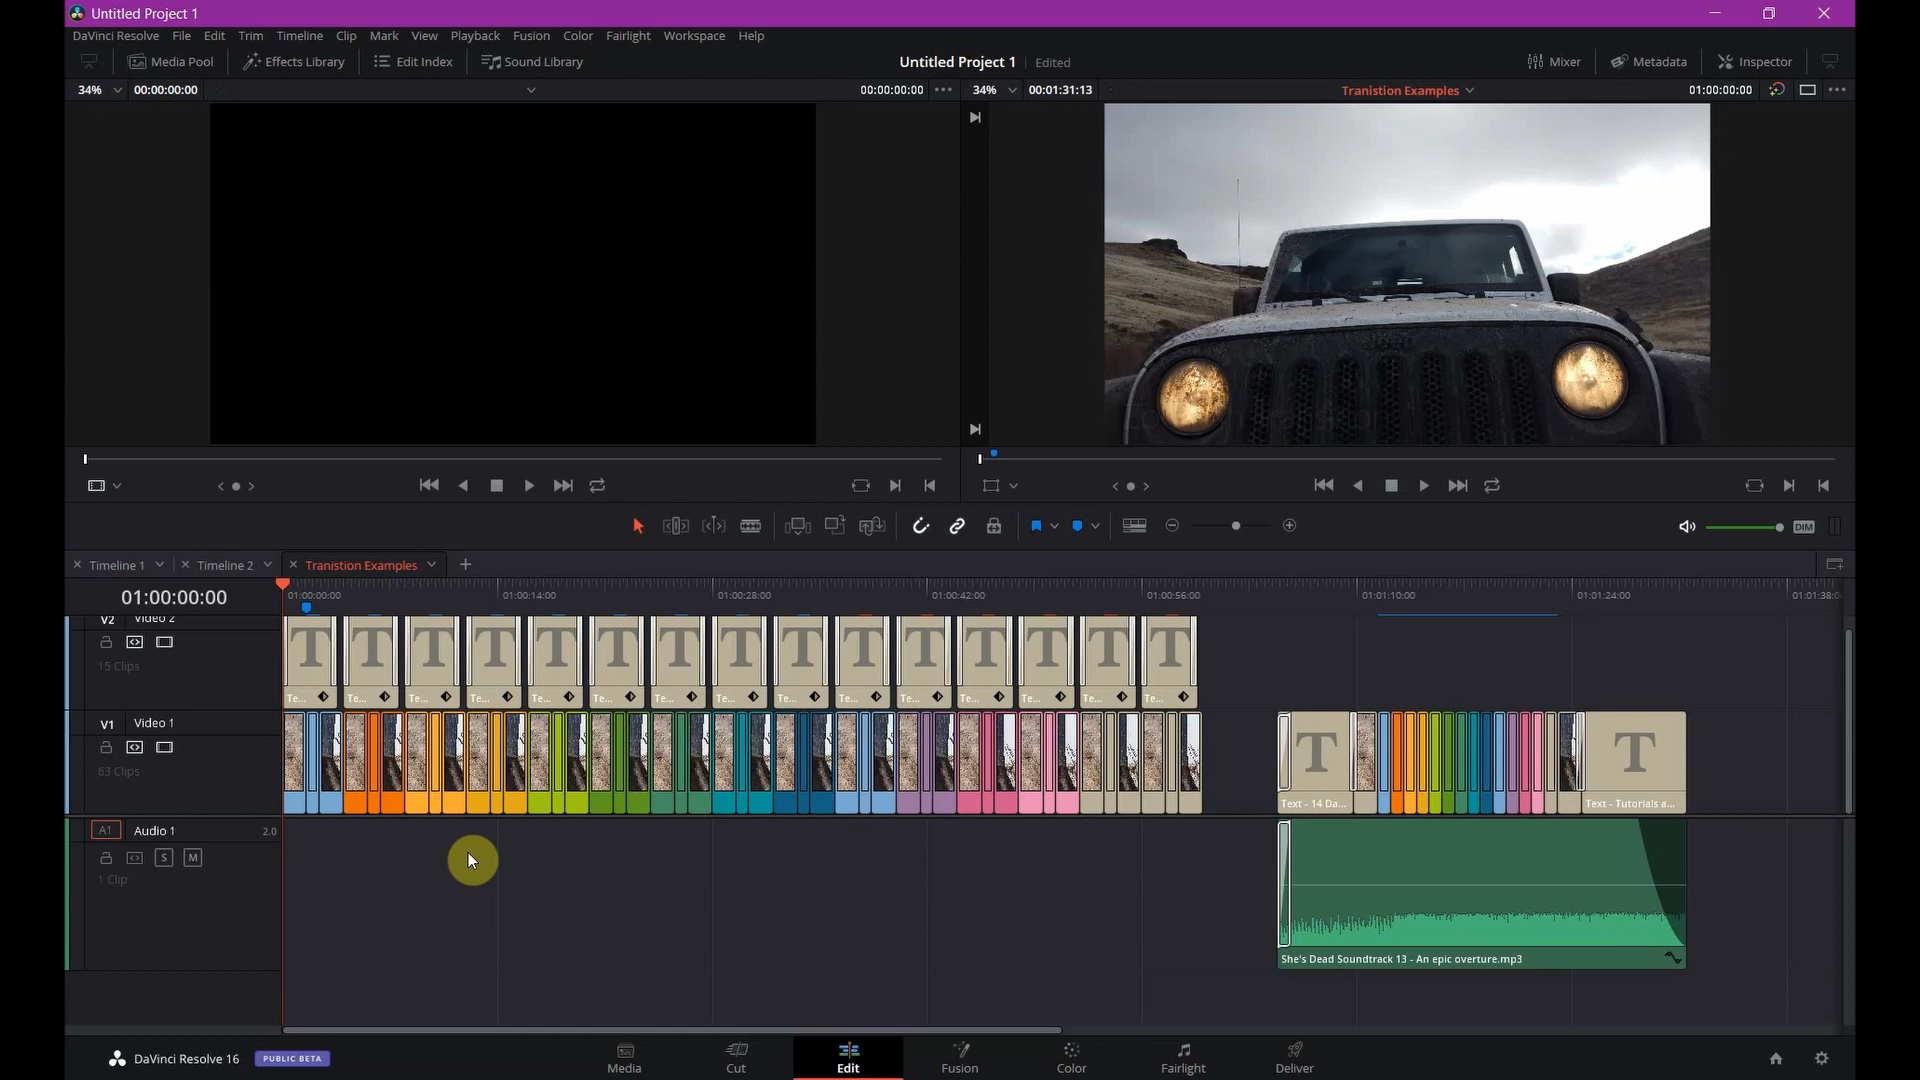 Untitled Project 1
DaVinci Resolve File Edit Trim Timeline Clip Mark View Playback Fusion Color Fairlight Workspace Help
Media Pool Effects Library Edit Index Sound Library Untitled Project 1 Edited Mixer Metadata Inspector
34% 00:00:00:00 00:00:00:00 34% 00:01:31:13 Tranistion Examples 01:00:00:00
Jeep
DIM
Timeline 1 Timeline 2 Tranistion Examples
01:00:00:00 01:00:00:00 01:00:14:00 01:00:28:00 01:00:42:00 01:00:56:00 01:01:10:00 01:01:24:00 01:01:38:0
V2 Video 2
T T T T T T T T T T T T T T T
15 Clips
Te... Te... Te... Te... Te... Te... Te... Te... Te... Te... Te... Te... Te... Te... Te...
V1 Video 1
T T
63 Clips
Text - 14 Da... Text - Tutorials a...
A1 Audio 1 2.0
S M
1 Clip
She's Dead Soundtrack 13 - An epic overture.mp3
DaVinci Resolve 16 PUBLIC BETA Media Cut Edit Fusion Color Fairlight Deliver